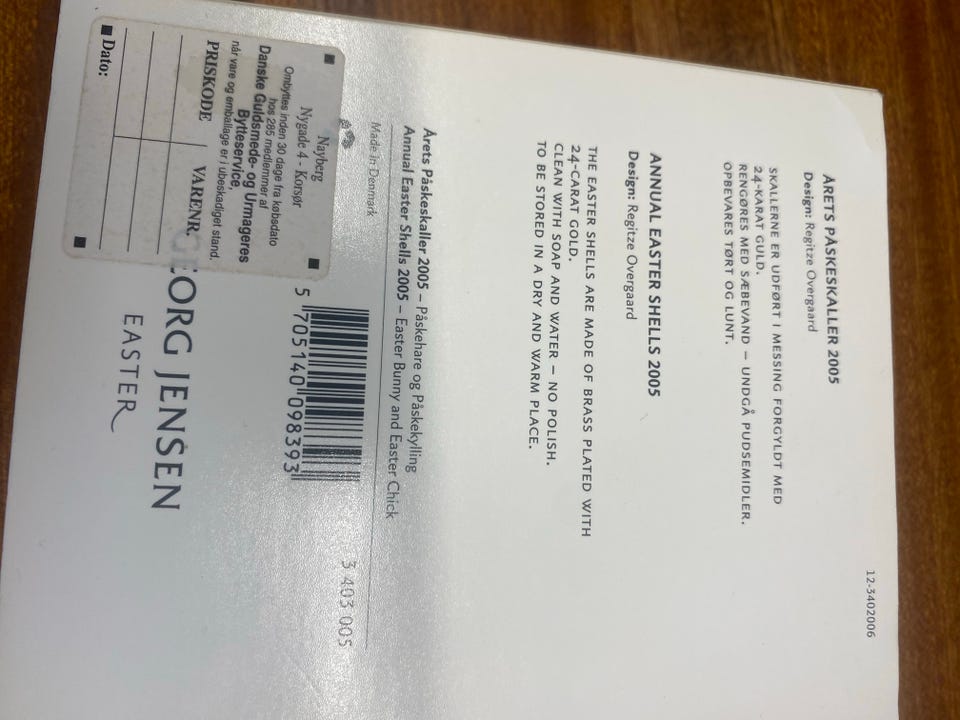 12-3402006
ÅRETS PÅSKESKALLER 2005
Design: Regitze Overgaard
SKALLERNE ER UDFØRT I MESSING FORGYLDT MED
24-KARAT GULD.
RENGØRES MED SÆBEVAND – UNDGÅ PUDSEMIDLER.
OPBEVARES TØRT OG LUNT.
ANNUAL EASTER SHELLS 2005
Design: Regitze Overgaard
THE EASTER SHELLS ARE MADE OF BRASS PLATED WITH
24-CARAT GOLD.
CLEAN WITH SOAP AND WATER – NO POLISH.
TO BE STORED IN A DRY AND WARM PLACE.
Årets Påskeskaller 2005 – Påskehare og Påskekylling
Annual Easter Shells 2005 – Easter Bunny and Easter Chick
Made in Denmark
3 403 005
5 705140 098393
GEORG JENSEN
EASTER
Nayberg
Nygade 4 - Korsør
Ombyttes inden 30 dage fra købsdato
hos 285 medlemmer af
Danske Guldsmede- og Urmageres
Bytteservice,
når vare og emballage er i ubeskadiget stand.
PRISKODE VARENR.
Dato: